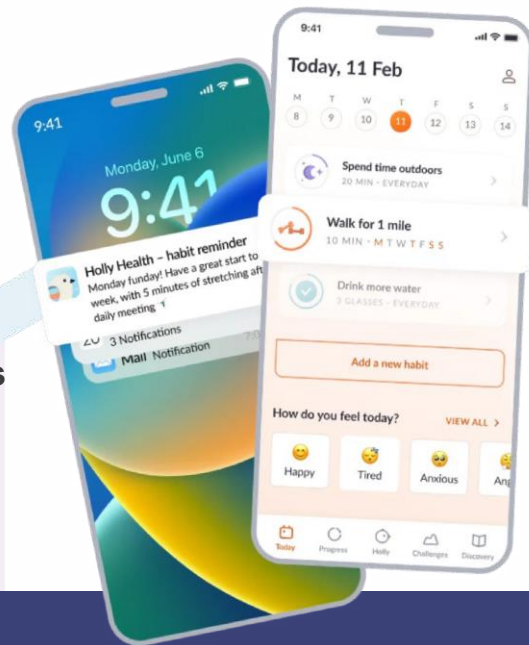 9:41
Monday, June 6
9:41
Holly Health – habit reminder
Monday funday! Have a great start to
week, with 5 minutes of stretching aft
daily meeting
3 Notifications
Mail Notification
s
9:41
Today, 11 Feb
M T W T F S S
8 9 10 11 12 13 14
Spend time outdoors
20 MIN - EVERYDAY
Walk for 1 mile
10 MIN - M T W T F S S
Drink more water
3 GLASSES - EVERYDAY
Add a new habit
How do you feel today? VIEW ALL >
Happy Tired Anxious Ang
Today Progress Holly Challenges Discovery